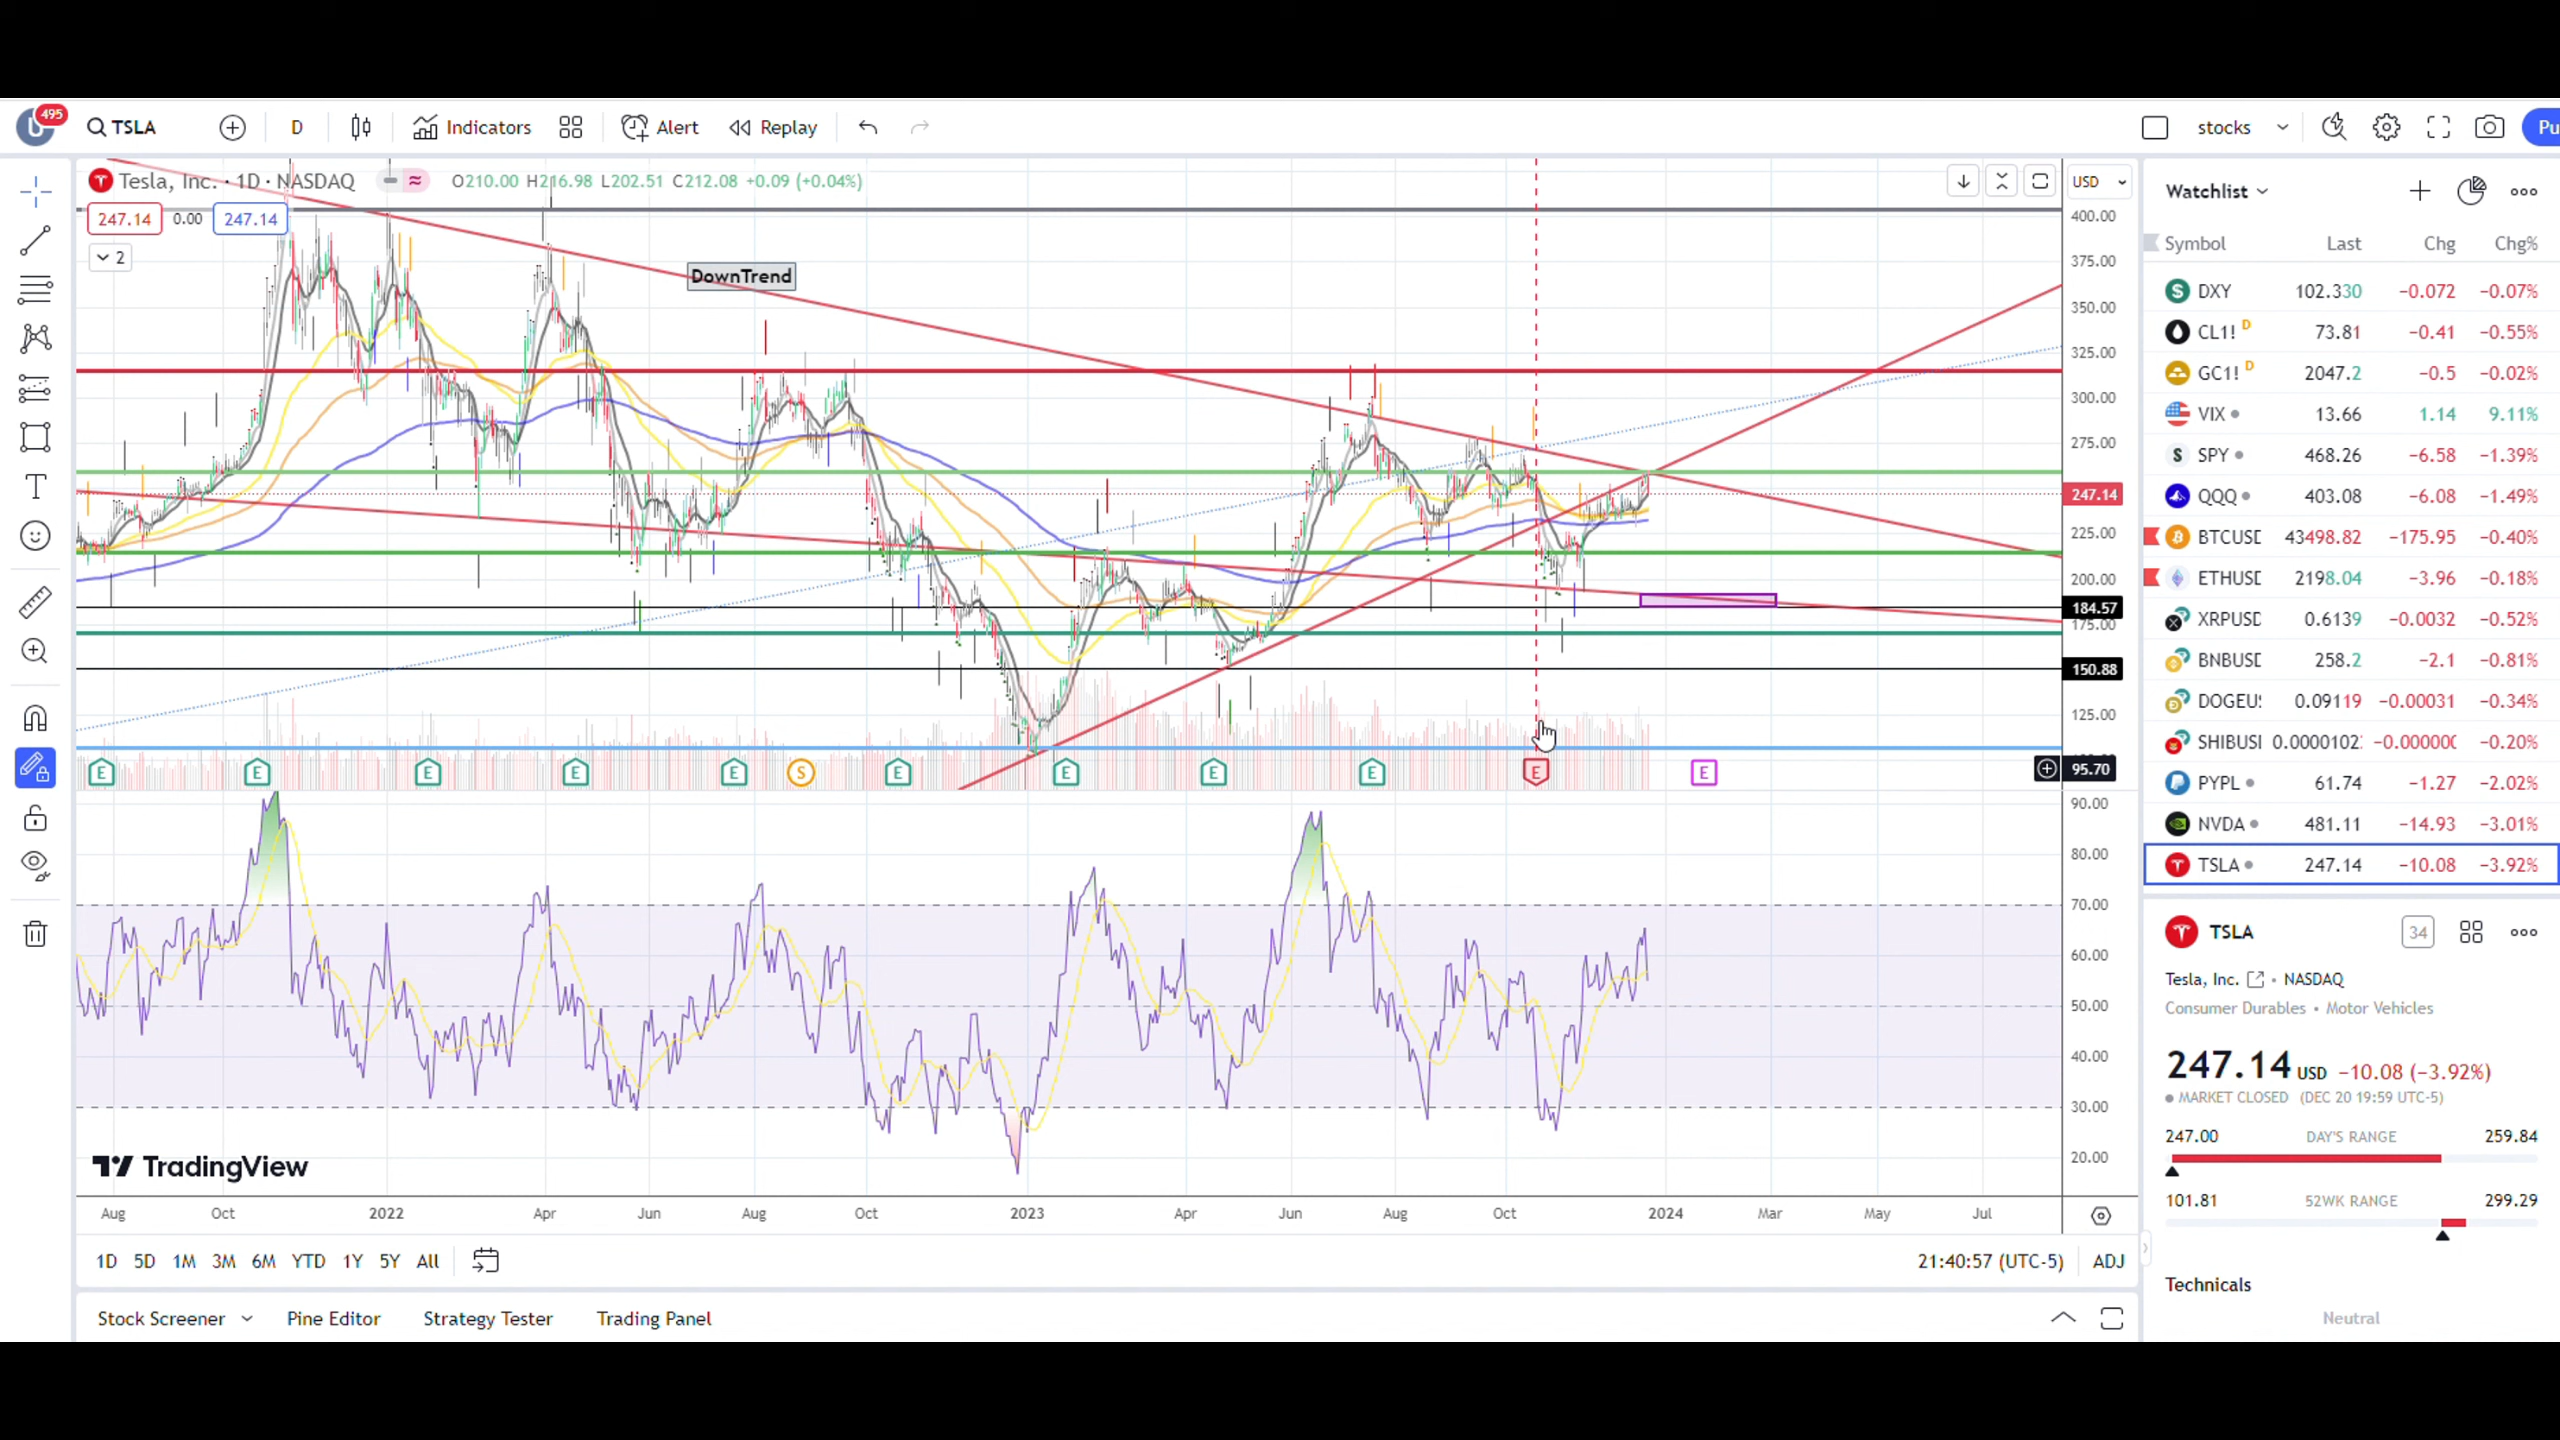 495
TSLA
D
Indicators
Alert
Replay
stocks
Pu
Tesla, Inc. · 1D · NASDAQ
O210.00 H216.98 L202.51 C212.08 +0.09 (+0.04%)
247.14 0.00 247.14
2
DownTrend
USD
400.00
375.00
350.00
325.00
300.00
275.00
247.14
225.00
200.00
184.57
175.00
150.88
125.00
95.70
E E E E E S E E E E E E
90.00
80.00
70.00
60.00
50.00
40.00
30.00
20.00
TradingView
Aug Oct 2022 Apr Jun Aug Oct 2023 Apr Jun Aug Oct 2024 Mar May Jul
1D 5D 1M 3M 6M YTD 1Y 5Y All
21:40:57 (UTC-5) ADJ
Stock Screener Pine Editor Strategy Tester Trading Panel
Watchlist
Symbol Last Chg Chg%
DXY 102.330 −0.072 −0.07%
CL1! D 73.81 −0.41 −0.55%
GC1! D 2047.2 −0.5 −0.02%
VIX 13.66 1.14 9.11%
SPY 468.26 −6.58 −1.39%
QQQ 403.08 −6.08 −1.49%
BTCUSD 43498.82 −175.95 −0.40%
ETHUSD 2198.04 −3.96 −0.18%
XRPUSD 0.6139 −0.0032 −0.52%
BNBUSD 258.2 −2.1 −0.81%
DOGEU 0.09119 −0.00031 −0.34%
SHIBUSD 0.0000102 −0.000000 −0.20%
PYPL 61.74 −1.27 −2.02%
NVDA 481.11 −14.93 −3.01%
TSLA 247.14 −10.08 −3.92%
TSLA
34
Tesla, Inc. · NASDAQ
Consumer Durables • Motor Vehicles
247.14 USD −10.08 (−3.92%)
MARKET CLOSED (DEC 20 19:59 UTC-5)
247.00 DAY'S RANGE 259.84
101.81 52WK RANGE 299.29
Technicals
Neutral